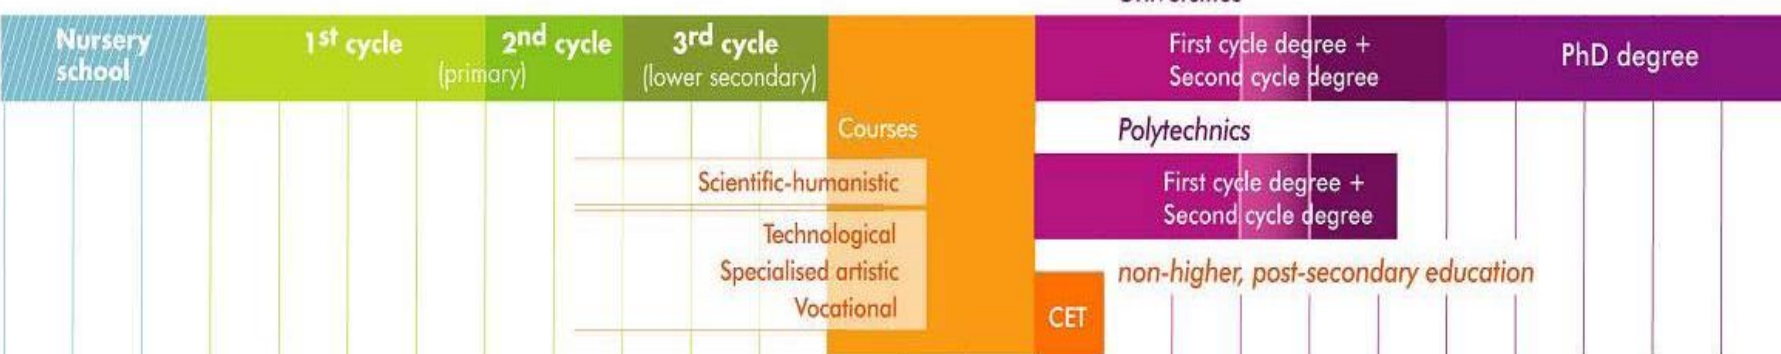 Nursery
school
1st cycle
(primary)
2nd cycle
3rd cycle
(lower secondary)
First cycle degree +
Second cycle degree
PhD degree
Courses
Polytechnics
Scientific-humanistic
First cycle degree +
Second cycle degree
Technological
Specialised artistic
Vocational
non-higher, post-secondary education
CET